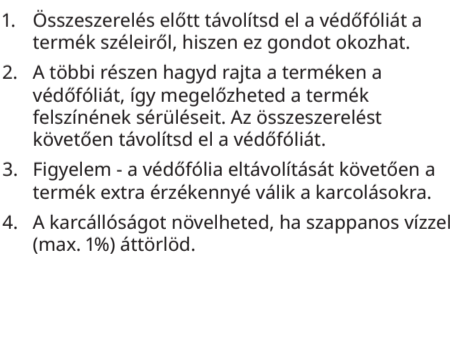 1. Összeszerelés előtt távolítsd el a védőfóliát a
termék széleiről, hiszen ez gondot okozhat.
2. A többi részen hagyd rajta a terméken a
védőfóliát, így megelőzheted a termék
felszínének sérüléseit. Az összeszerelést
követően távolítsd el a védőfóliát.
3. Figyelem - a védőfólia eltávolítását követően a
termék extra érzékennyé válik a karcolásokra.
4. A karcállóságot növelheted, ha szappanos vízzel
(max. 1%) áttörlöd.